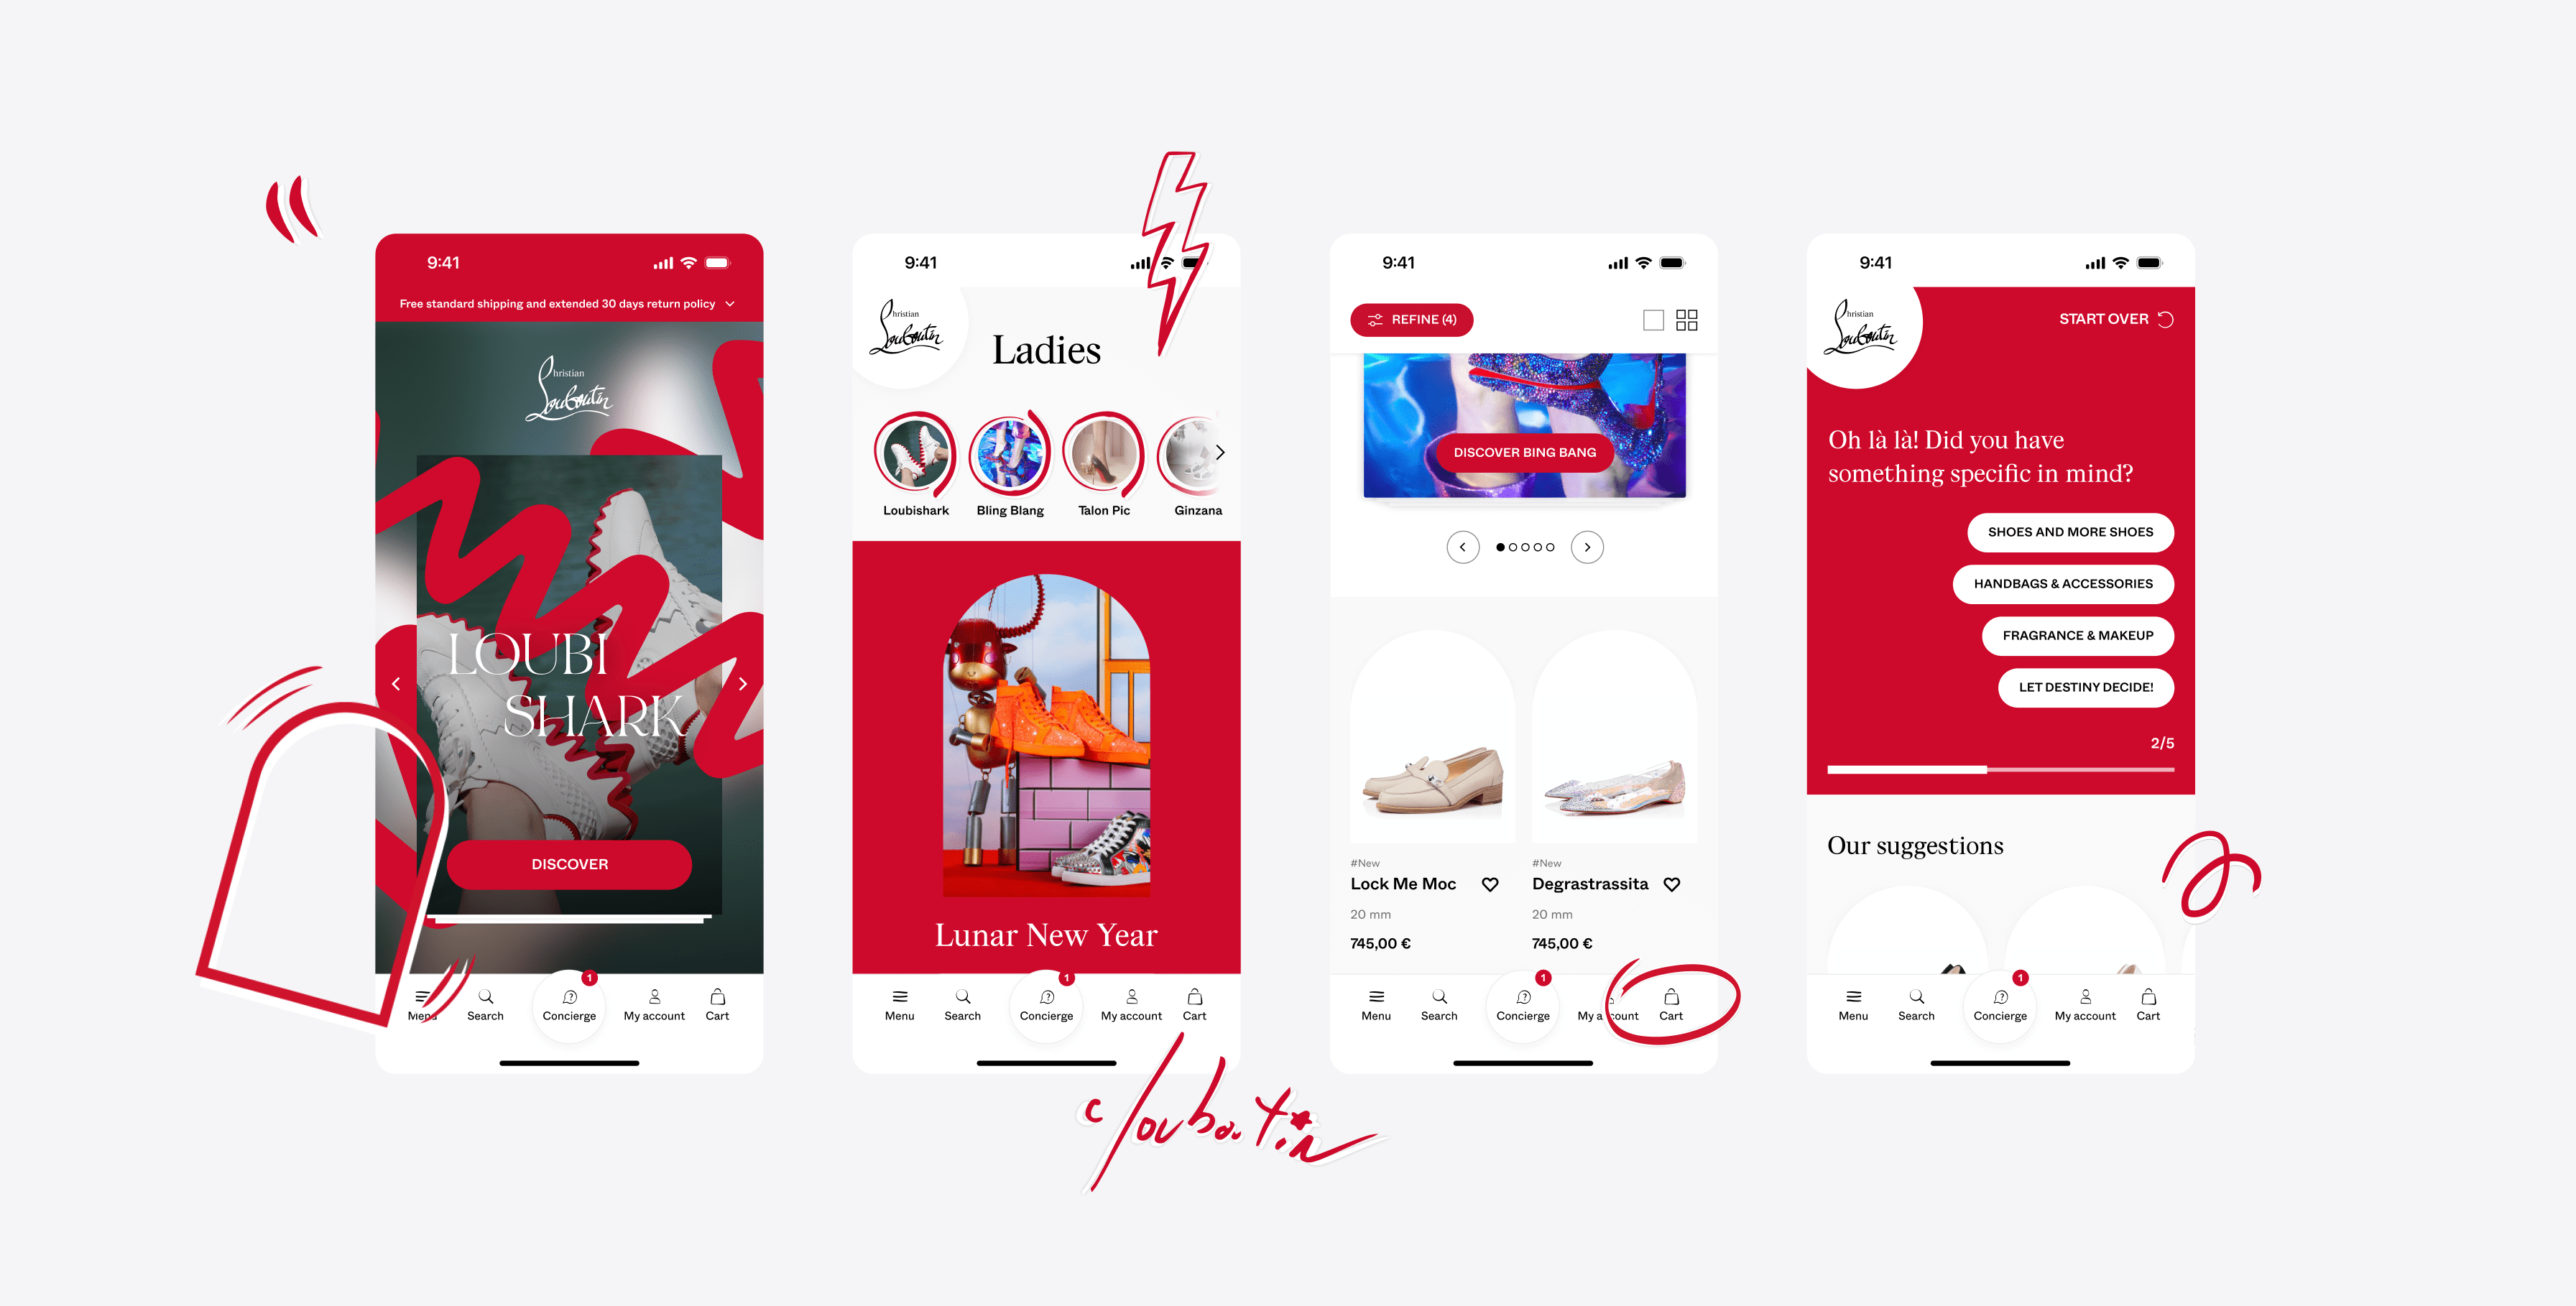 9:41
Free standard shipping and extended 30 days return policy
Christian
Louboutin
LOUBI
SHARK
DISCOVER
1
Menu
Search
Concierge
My account
Cart
9:41
Christian
Louboutin
Ladies
Loubishark
Bling Blang
Talon Pic
Ginzana
Lunar New Year
1
Menu
Search
Concierge
My account
Cart
clouboutin
9:41
REFINE (4)
DISCOVER BING BANG
#New
Lock Me Moc
20 mm
745,00 €
#New
Degrastrassita
20 mm
745,00 €
1
Menu
Search
Concierge
My account
Cart
9:41
Christian
Louboutin
START OVER
Oh là là! Did you have
something specific in mind?
SHOES AND MORE SHOES
HANDBAGS & ACCESSORIES
FRAGRANCE & MAKEUP
LET DESTINY DECIDE!
2/5
Our suggestions
1
Menu
Search
Concierge
My account
Cart